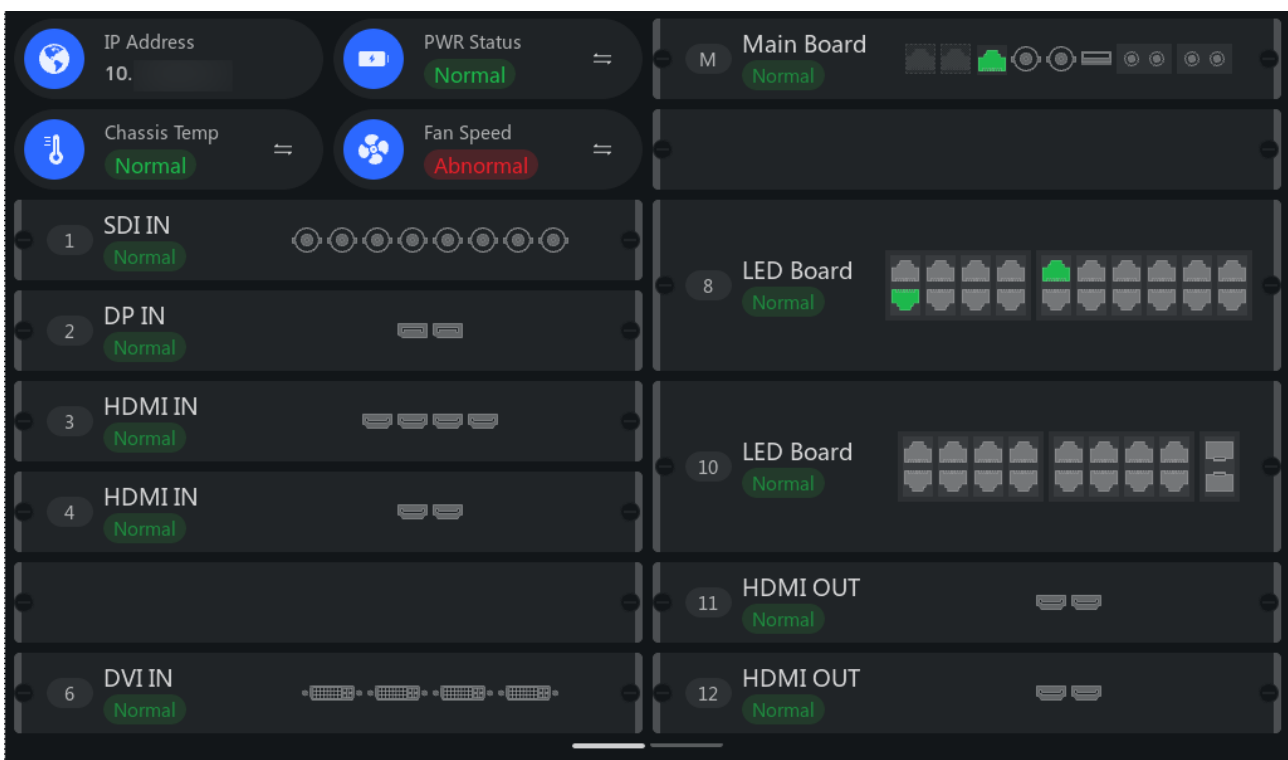 IP Address
10.
PWR Status
Normal
Chassis Temp
Normal
Fan Speed
Abnormal
M
Main Board
Normal
1
SDI IN
Normal
2
DP IN
Normal
3
HDMI IN
Normal
4
HDMI IN
Normal
6
DVI IN
Normal
8
LED Board
Normal
10
LED Board
Normal
11
HDMI OUT
Normal
12
HDMI OUT
Normal